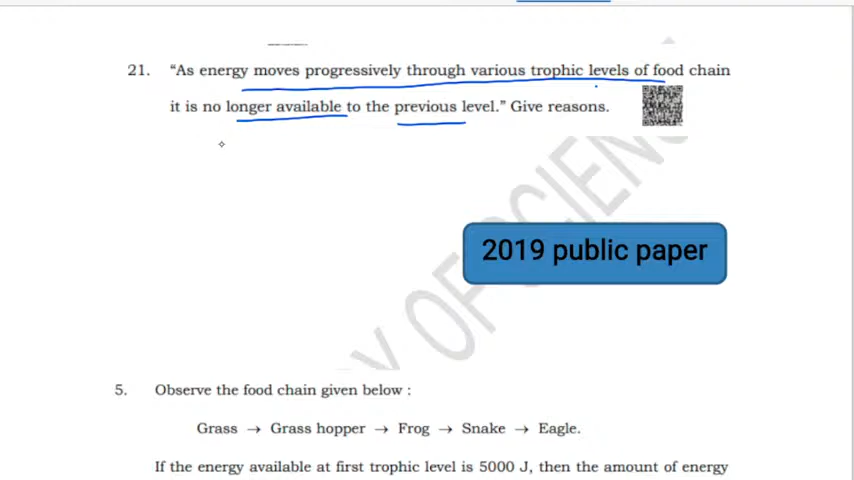 21. “As energy moves progressively through various trophic levels of food chain
it is no longer available to the previous level.” Give reasons.
2019 public paper
Y OF SCIENC
5. Observe the food chain given below :
Grass → Grass hopper → Frog → Snake → Eagle.
If the energy available at first trophic level is 5000 J, then the amount of energy